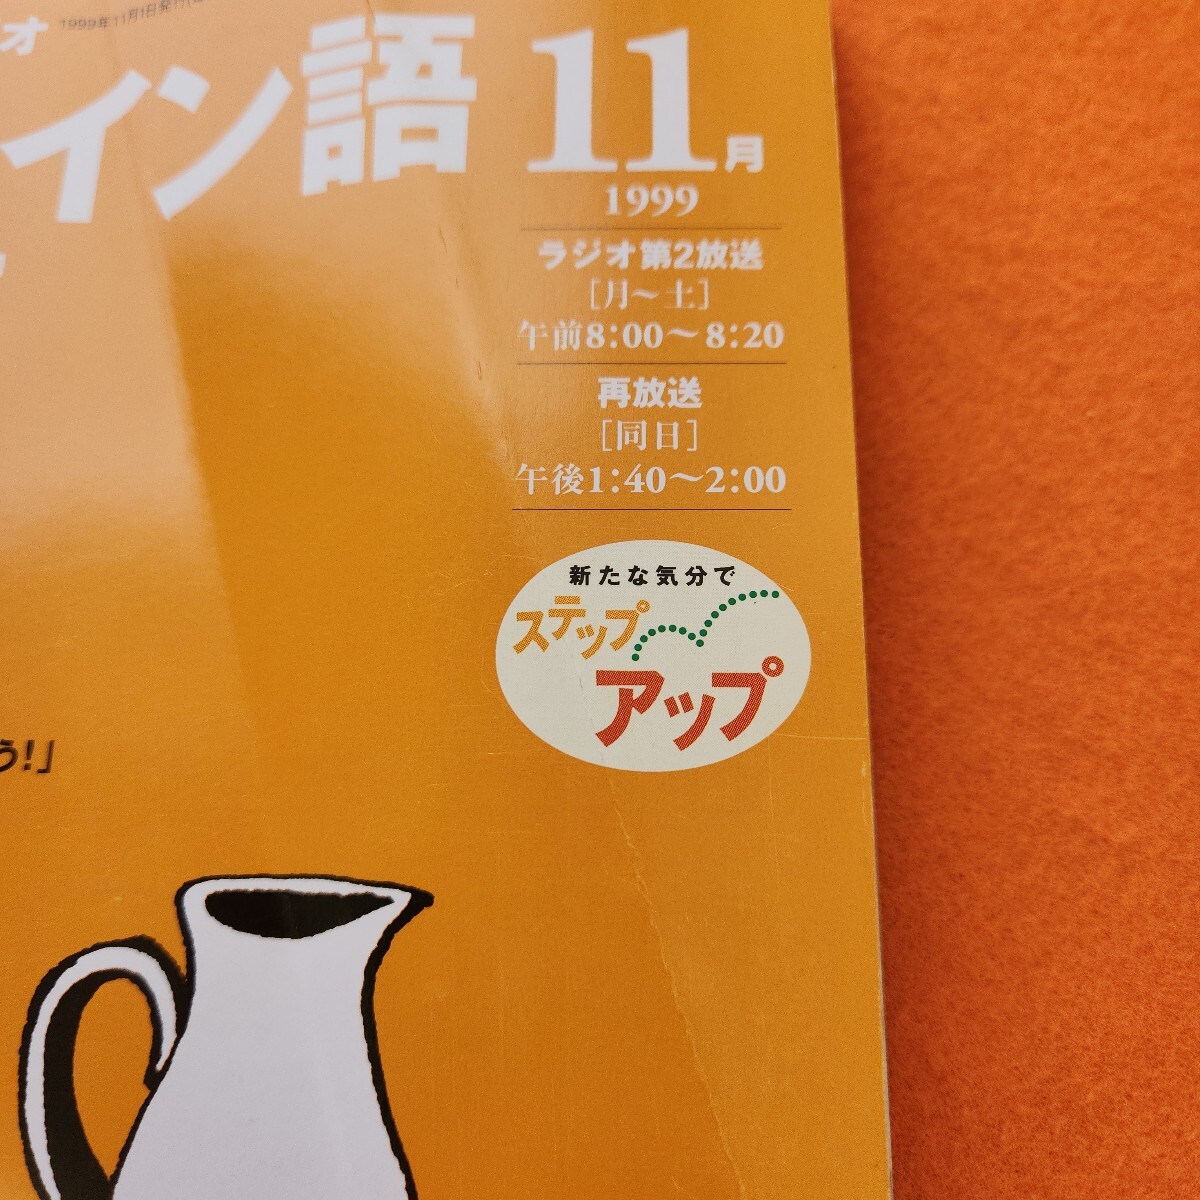 1999年11月1日発行
オ
イン語 11月
1999
ラジオ第2放送
[月〜土]
午前8:00〜8:20
再放送
[同日]
午後1:40〜2:00
新たな気分で
ステップ
アップ
う!」